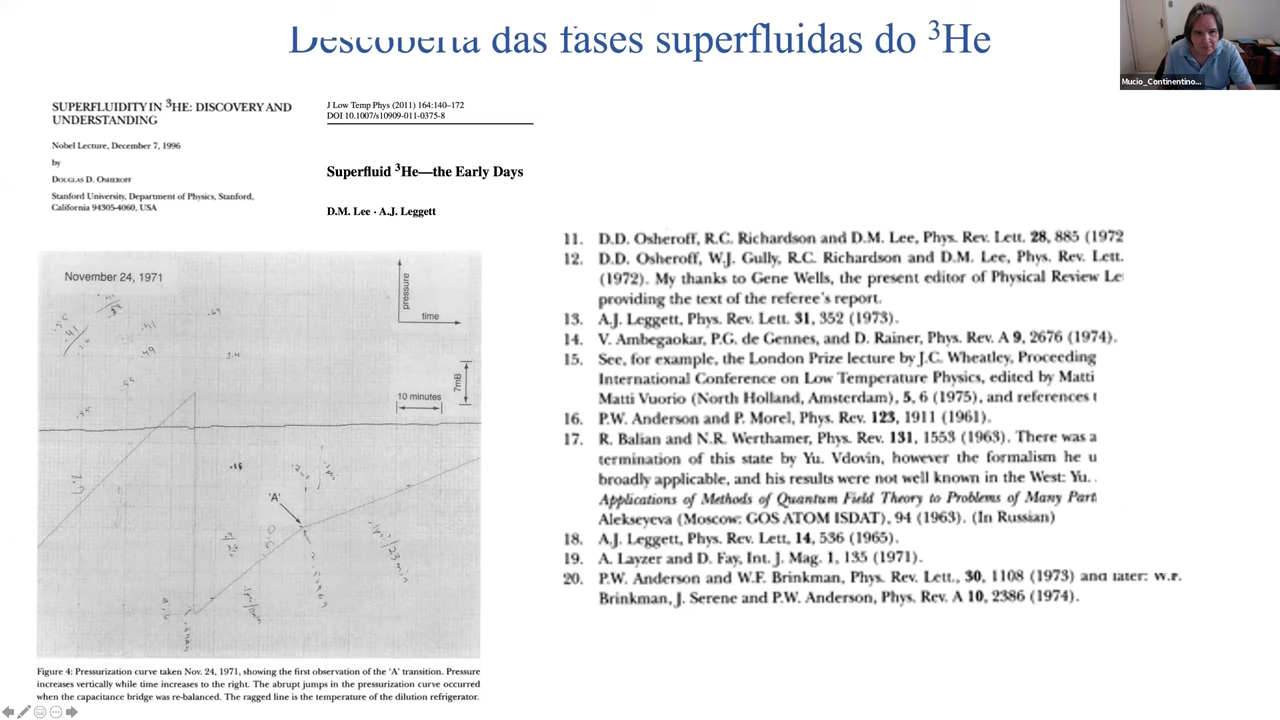 Descoberta das fases superfluidas do ³He
Mucio_Continentino...
SUPERFLUIDITY IN ³HE: DISCOVERY AND
UNDERSTANDING
Nobel Lecture, December 7, 1996
by
DOUGLAS D. OSHEROFF
Stanford University, Department of Physics, Stanford,
California 94305-4060, USA
J Low Temp Phys (2011) 164:140–172
DOI 10.1007/s10909-011-0375-8
Superfluid ³He—the Early Days
D.M. Lee · A.J. Leggett
November 24, 1971
pressure
time
7mB
10 minutes
'A'
Figure 4: Pressurization curve taken Nov. 24, 1971, showing the first observation of the 'A' transition. Pressure
increases vertically while time increases to the right. The abrupt jumps in the pressurization curve occurred
when the capacitance bridge was re-balanced. The ragged line is the temperature of the dilution refrigerator.
11. D.D. Osheroff, R.C. Richardson and D.M. Lee, Phys. Rev. Lett. 28, 885 (1972
12. D.D. Osheroff, W.J. Gully, R.C. Richardson and D.M. Lee, Phys. Rev. Lett.
(1972). My thanks to Gene Wells, the present editor of Physical Review Le
providing the text of the referee's report.
13. A.J. Leggett, Phys. Rev. Lett. 31, 352 (1973).
14. V. Ambegaokar, P.G. de Gennes, and D. Rainer, Phys. Rev. A 9, 2676 (1974).
15. See, for example, the London Prize lecture by J.C. Wheatley, Proceeding
International Conference on Low Temperature Physics, edited by Matti
Matti Vuorio (North Holland, Amsterdam), 5, 6 (1975), and references t
16. P.W. Anderson and P. Morel, Phys. Rev. 123, 1911 (1961).
17. R. Balian and N.R. Werthamer, Phys. Rev. 131, 1553 (1963). There was a
termination of this state by Yu. Vdovin, however the formalism he u
broadly applicable, and his results were not well known in the West: Yu.
Applications of Methods of Quantum Field Theory to Problems of Many Part
Alekseyeva (Moscow: GOS ATOM ISDAT), 94 (1963). (In Russian)
18. A.J. Leggett, Phys. Rev. Lett, 14, 536 (1965).
19. A. Layzer and D. Fay, Int. J. Mag. 1, 135 (1971).
20. P.W. Anderson and W.F. Brinkman, Phys. Rev. Lett., 30, 1108 (1973) and later: W.F.
Brinkman, J. Serene and P.W. Anderson, Phys. Rev. A 10, 2386 (1974).